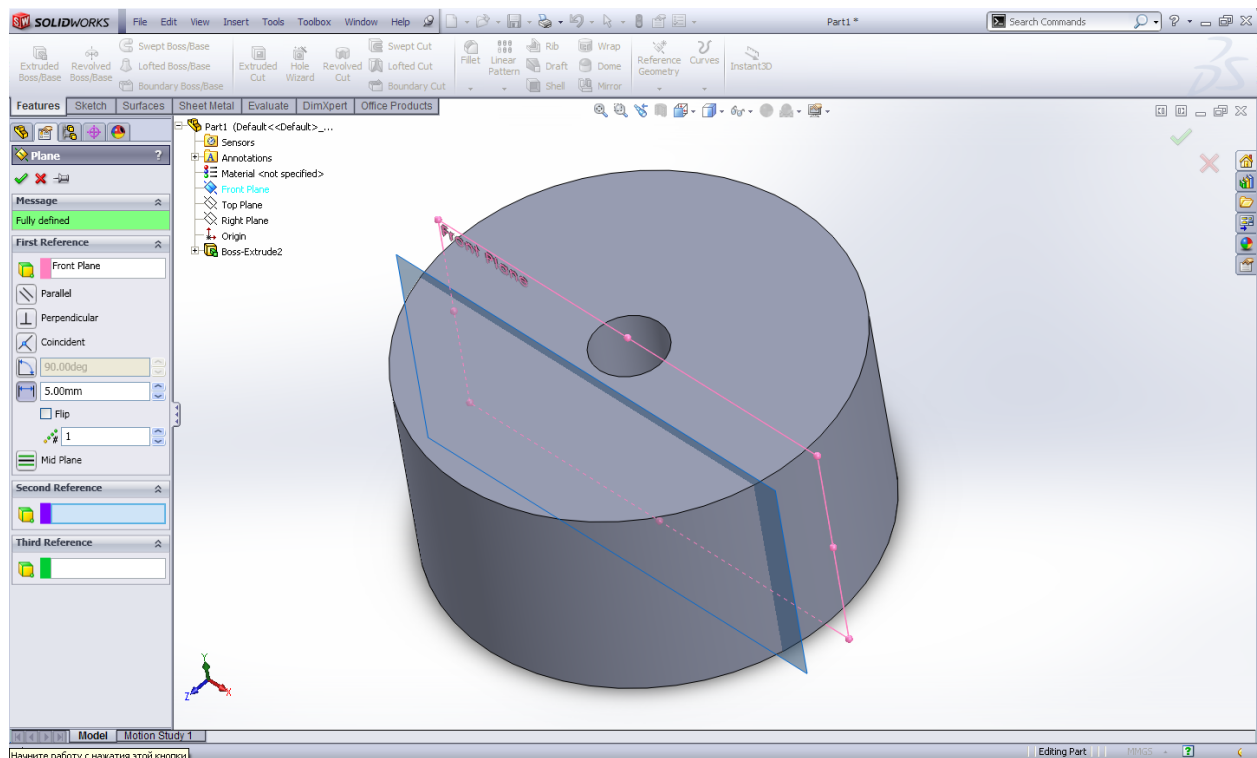 SOLIDWORKS File Edit View Insert Tools Toolbox Window Help Part1 * Search Commands
Extruded Boss/Base
Revolved Boss/Base
Swept Boss/Base
Lofted Boss/Base
Boundary Boss/Base
Extruded Cut
Hole Wizard
Revolved Cut
Swept Cut
Lofted Cut
Boundary Cut
Fillet
Linear Pattern
Rib
Draft
Shell
Wrap
Dome
Mirror
Reference Geometry
Curves
Instant3D
Features Sketch Surfaces Sheet Metal Evaluate DimXpert Office Products
Plane ?
Message
Fully defined
First Reference
Front Plane
Parallel
Perpendicular
Coincident
90.00deg
5.00mm
Flip
1
Mid Plane
Second Reference
Third Reference
Part1 (Default<<Default>_...
Sensors
Annotations
Material <not specified>
Front Plane
Top Plane
Right Plane
Origin
Boss-Extrude2
Front Plane
Y
Z
X
Model Motion Study 1
Начните работу с нажатия этой кнопки
Editing Part MMGS